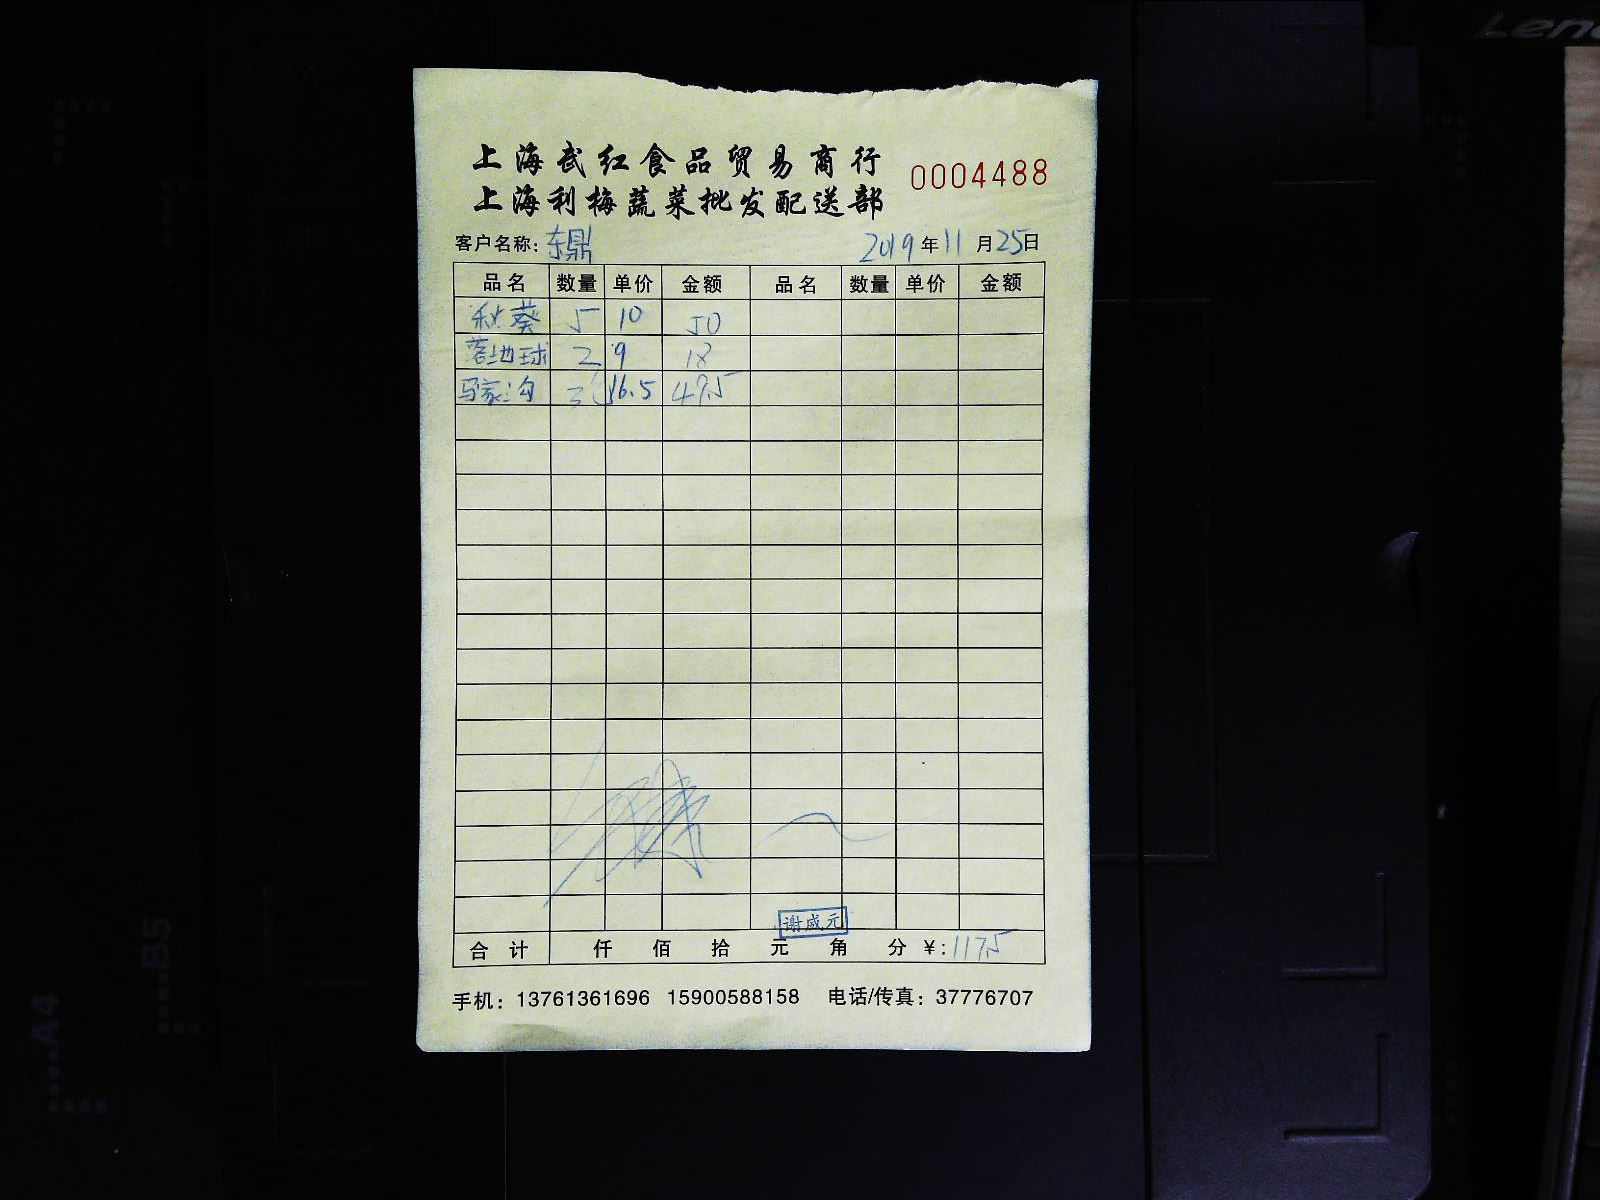 Leno
上海武红食品贸易商行
上海利梅蔬菜批发配送部
0004488
客户名称: 东鼎 2019年11月25日
品名 数量 单价 金额 品名 数量 单价 金额
秋葵 5 10 50
落地球 2 9 18
马家沟 3 16.5 49.5
谢威元
合计 仟 佰 拾 元 角 分 ¥: 117.5
手机: 13761361696 15900588158 电话/传真: 37776707
B5
A4